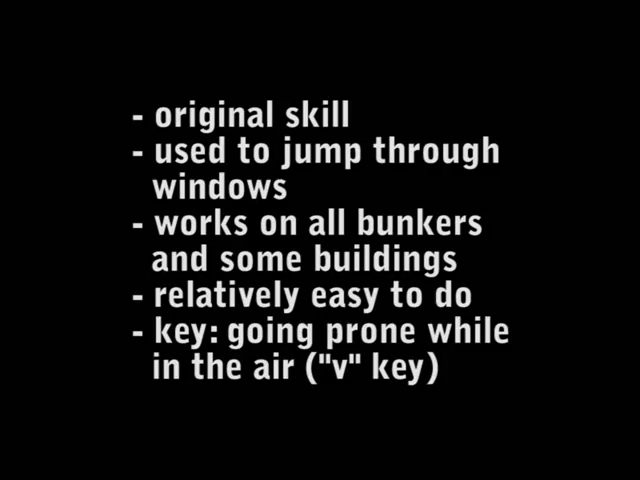 - original skill
- used to jump through
windows
- works on all bunkers
and some buildings
- relatively easy to do
- key: going prone while
in the air ("v" key)